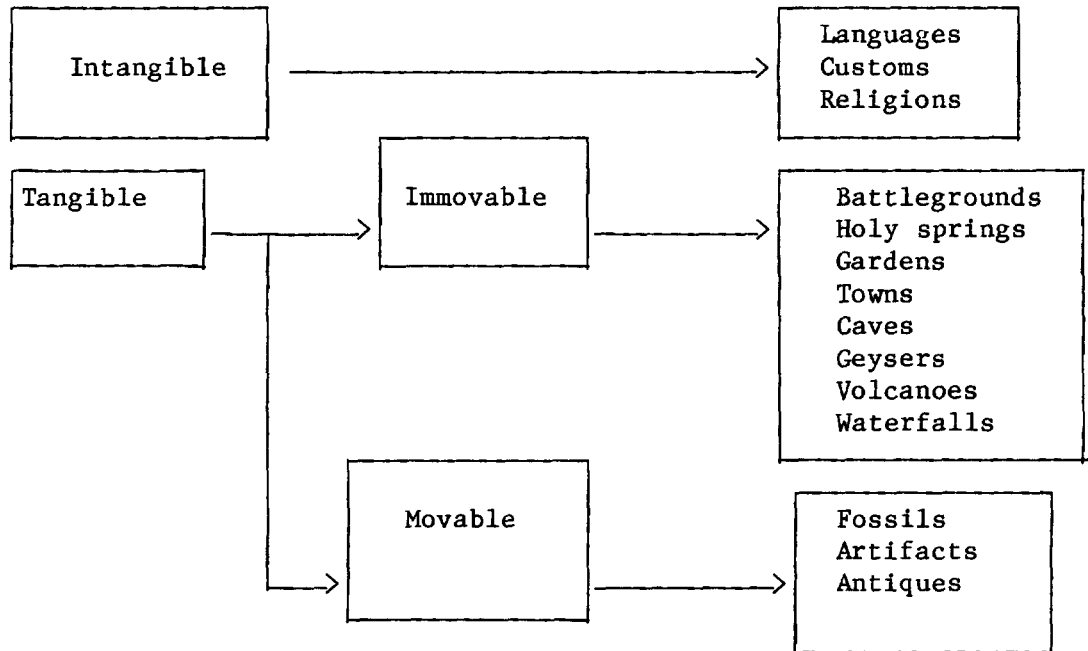 Intangible
Languages
Customs
Religions
Tangible
Immovable
Battlegrounds
Holy springs
Gardens
Towns
Caves
Geysers
Volcanoes
Waterfalls
Movable
Fossils
Artifacts
Antiques